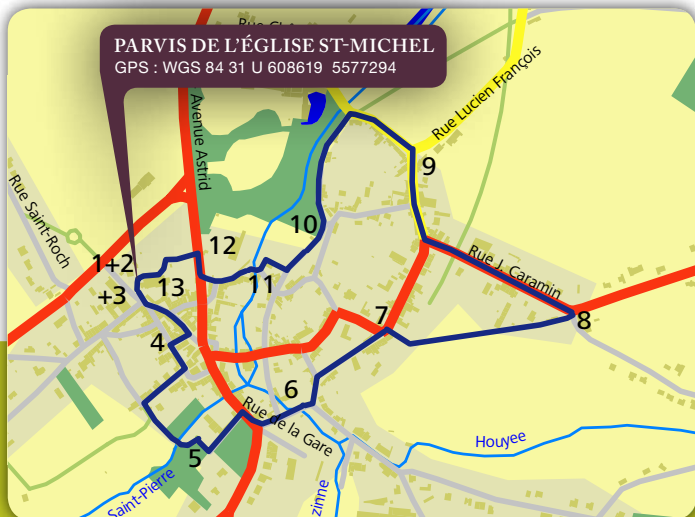 PARVIS DE L'ÉGLISE ST-MICHEL
GPS : WGS 84 31 U 608619 5577294
Avenue Astrid
Rue Lucien François
Rue Saint-Roch
9
10
12
1+2
+3
13
11
Rue J. Caramin
8
7
4
6
Rue de la Gare
5
Houyee
Saint-Pierre